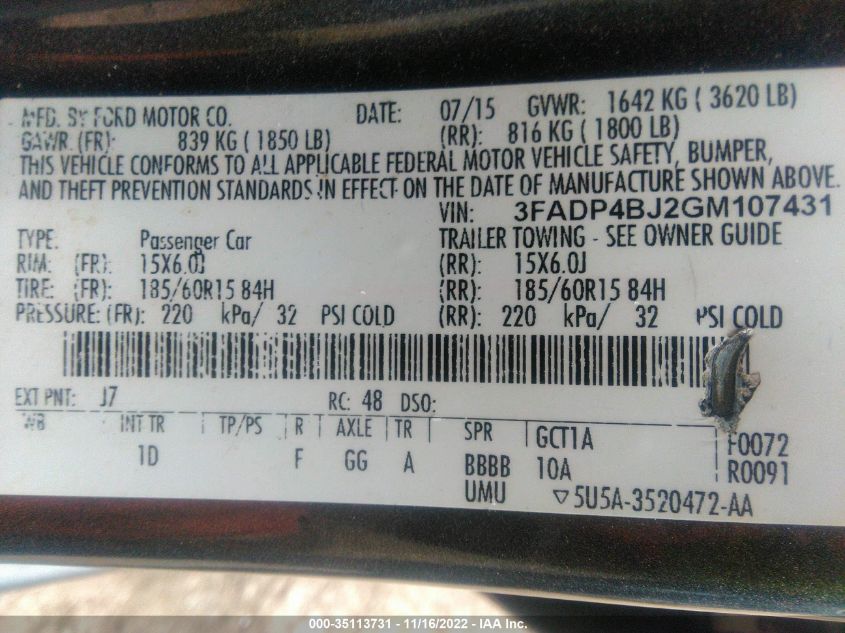 MFD. BY FORD MOTOR CO. DATE: 07/15 GVWR: 1642 KG ( 3620 LB)
GAWR (FR): 839 KG ( 1850 LB) (RR): 816 KG ( 1800 LB)
THIS VEHICLE CONFORMS TO ALL APPLICABLE FEDERAL MOTOR VEHICLE SAFETY, BUMPER,
AND THEFT PREVENTION STANDARDS IN EFFECT ON THE DATE OF MANUFACTURE SHOWN ABOVE.
VIN: 3FADP4BJ2GM107431
TYPE: Passenger Car TRAILER TOWING - SEE OWNER GUIDE
RIM: (FR): 15X6.0J (RR): 15X6.0J
TIRE: (FR): 185/60R15 84H (RR): 185/60R15 84H
PRESSURE: (FR): 220 kPa/ 32 PSI COLD (RR): 220 kPa/ 32 PSI COLD
EXT PNT: J7 RC: 48 DSO:
WB INT TR TP/PS R AXLE TR SPR GCT1A F0072
1D F GG A BBBB 10A R0091
UMU ▽5U5A-3520472-AA
000-35113731 - 11/16/2022 - IAA Inc.